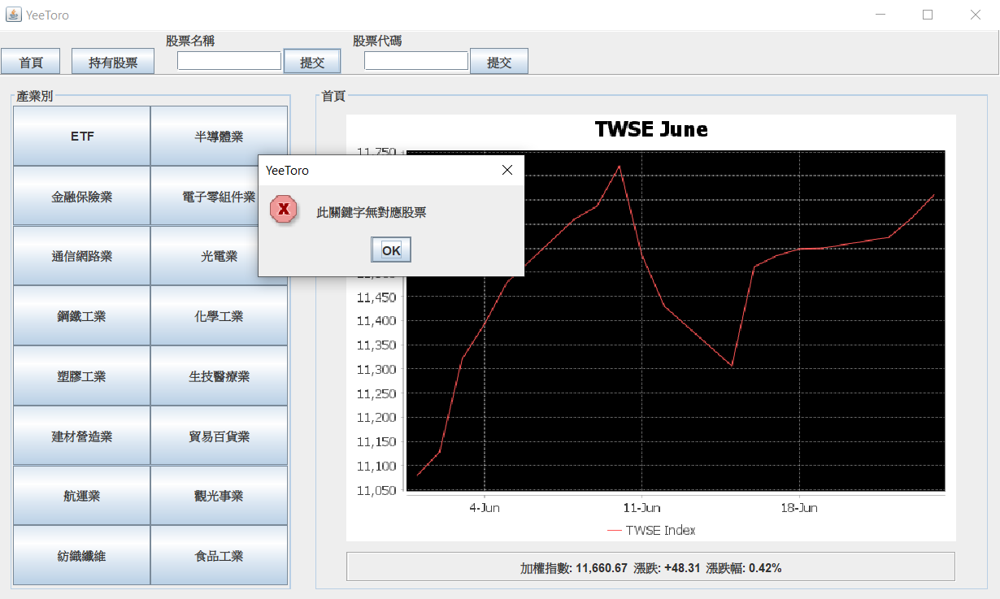 YeeToro
股票名稱
股票代碼
首頁
持有股票
提交
提交
產業別
ETF
半導體業
金融保險業
電子零組件業
通信網路業
光電業
鋼鐵工業
化學工業
塑膠工業
生技醫療業
建材營造業
貿易百貨業
航運業
觀光事業
紡織纖維
食品工業
首頁
TWSE June
11,750
YeeToro
此關鍵字無對應股票
OK
11,450
11,400
11,350
11,300
11,250
11,200
11,150
11,100
11,050
4-Jun
11-Jun
18-Jun
TWSE Index
加權指數: 11,660.67 漲跌: +48.31 漲跌幅: 0.42%